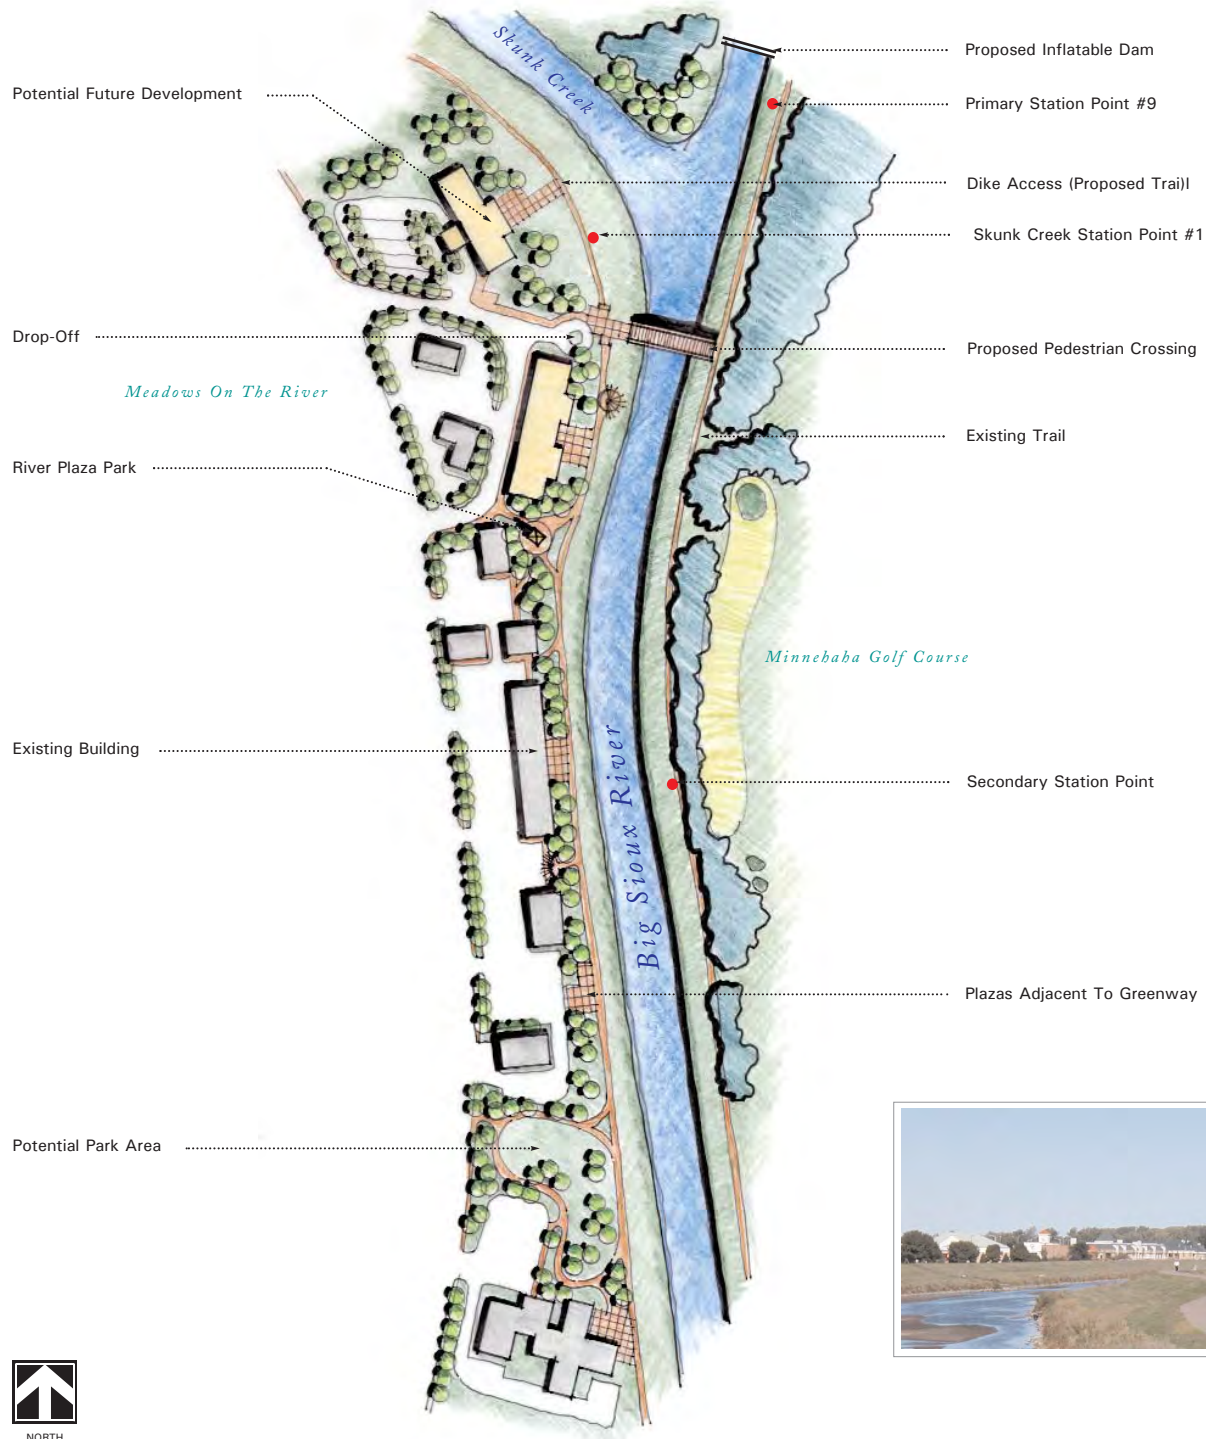 Skunk Creek
Proposed Inflatable Dam
Potential Future Development
Primary Station Point #9
Dike Access (Proposed Trai)l
Skunk Creek Station Point #1
Drop-Off
Proposed Pedestrian Crossing
Meadows On The River
Existing Trail
River Plaza Park
Minnehaha Golf Course
Existing Building
Big Sioux River
Secondary Station Point
Plazas Adjacent To Greenway
Potential Park Area
NORTH